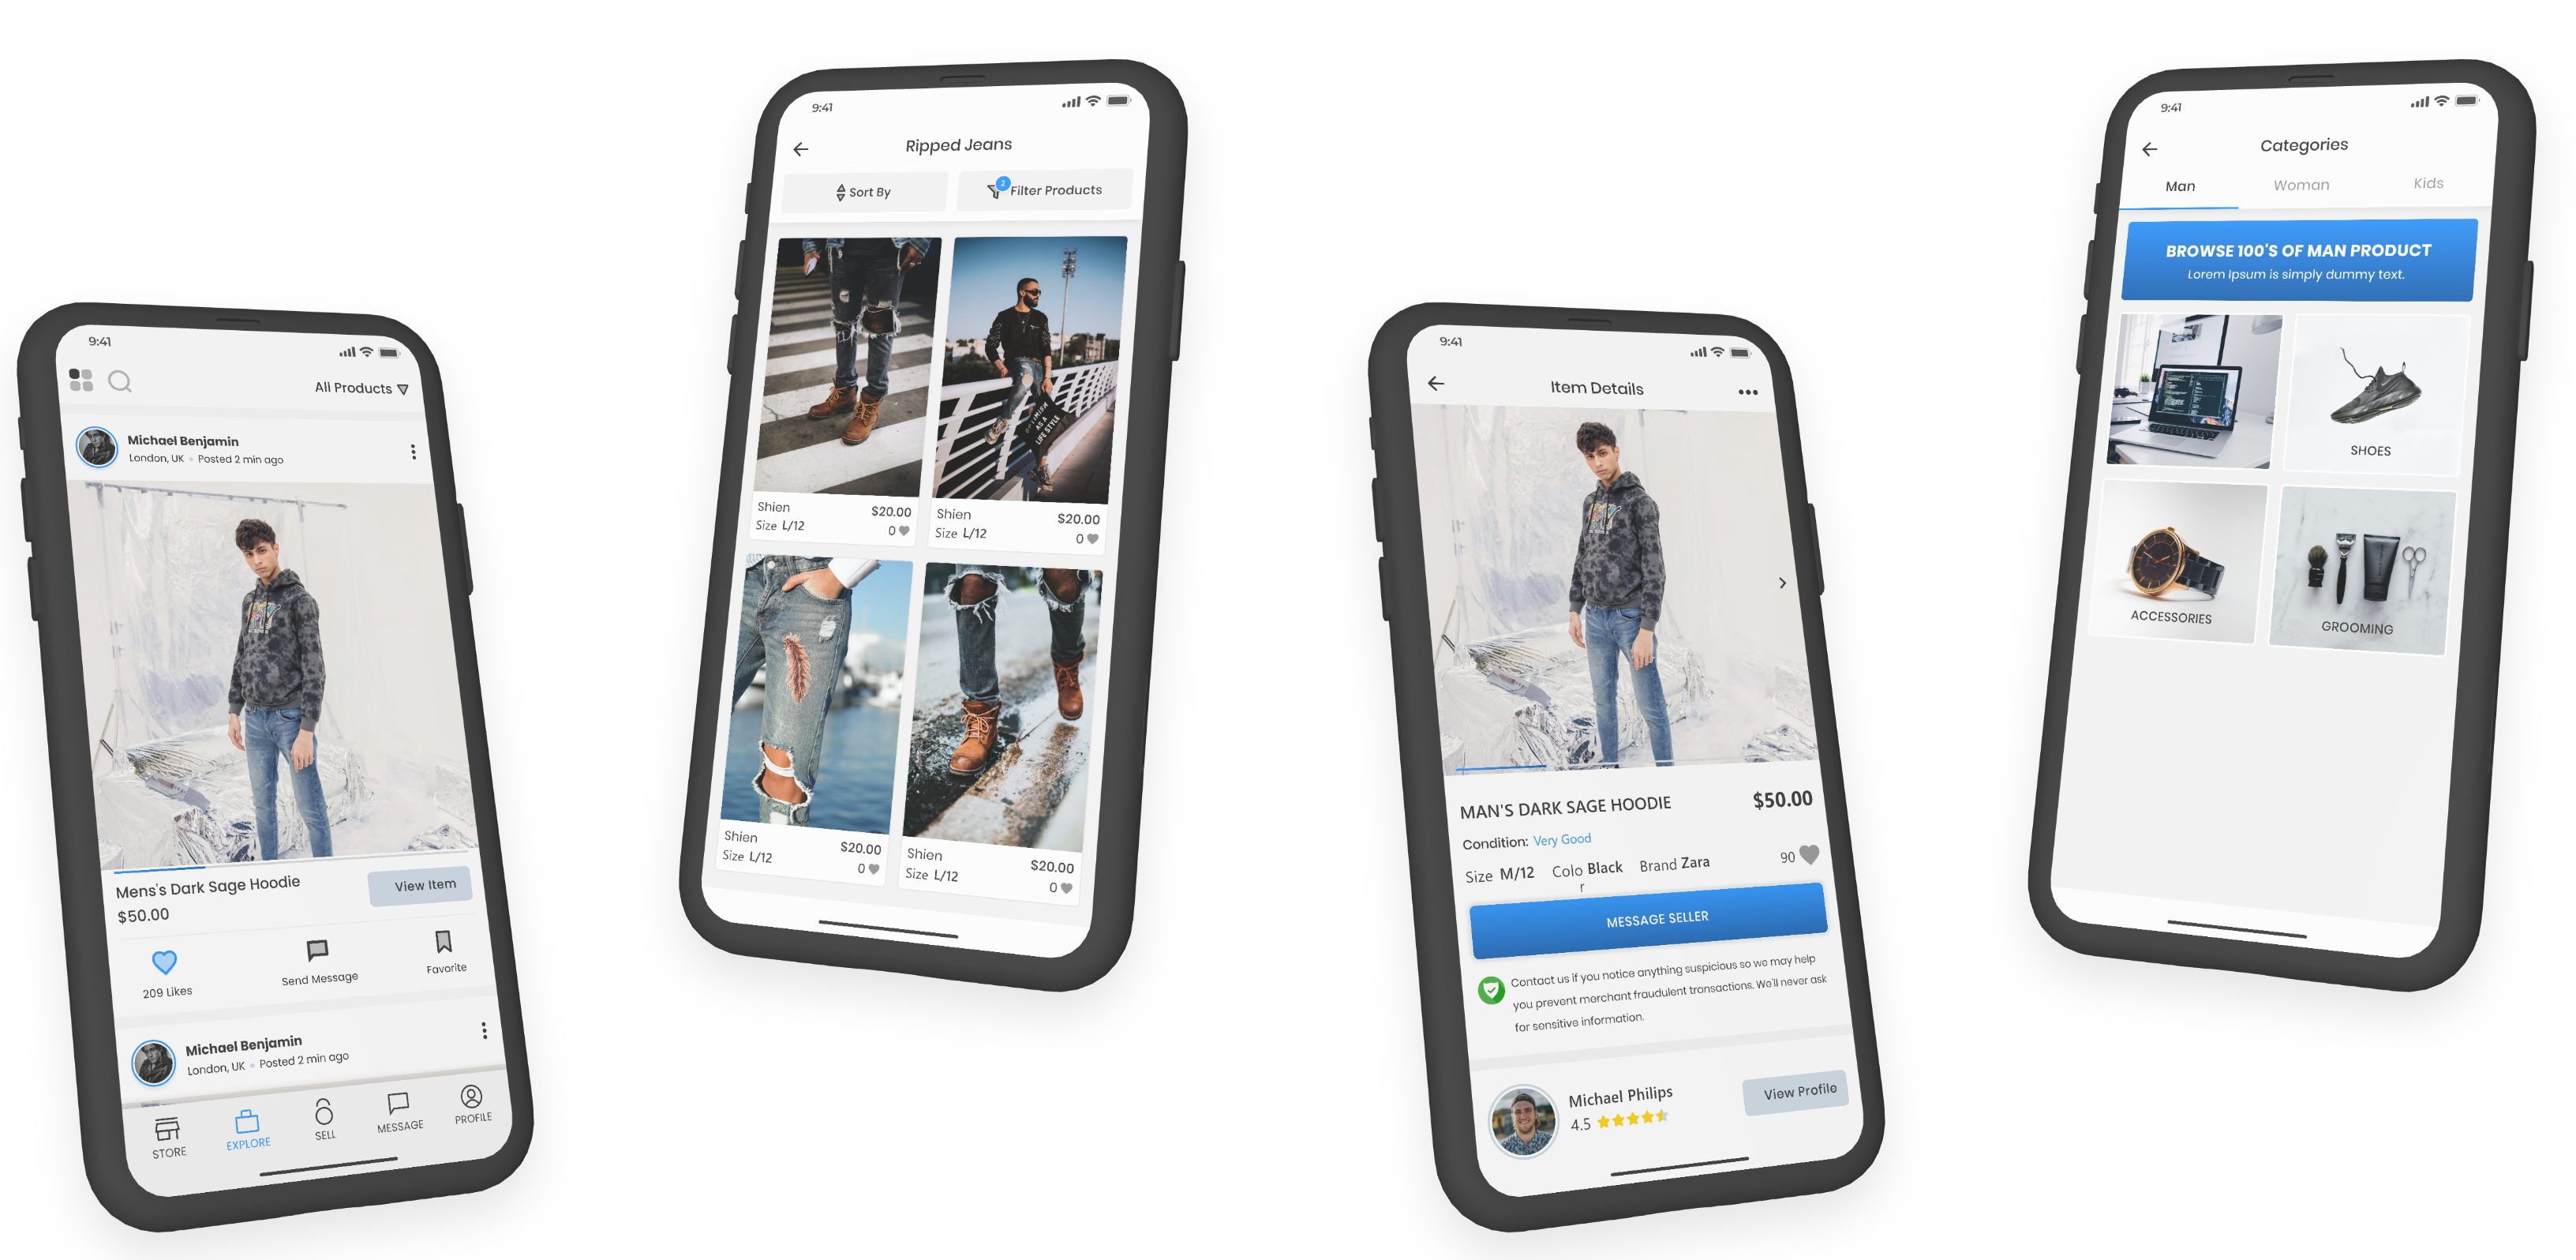 9:41
All Products
Michael Benjamin
London, UK • Posted 2 min ago
Mens's Dark Sage Hoodie
$50.00
View Item
209 Likes
Send Message
Favorite
Michael Benjamin
London, UK • Posted 2 min ago
STORE
EXPLORE
SELL
MESSAGE
PROFILE
9:41
Ripped Jeans
Sort By
2
Filter Products
OPTIMISM
AS A
LIFE STYLE
Shien
$20.00
Size L/12
0
Shien
$20.00
Size L/12
0
Shien
$20.00
Size L/12
0
Shien
$20.00
Size L/12
0
9:41
Item Details
MAN'S DARK SAGE HOODIE
$50.00
Condition: Very Good
Size M/12
Colo
r
Black
Brand Zara
90
MESSAGE SELLER
Contact us if you notice anything suspicious so we may help
you prevent merchant fraudulent transactions. We'll never ask
for sensitive information.
Michael Philips
4.5
View Profile
9:41
Categories
Man
Woman
Kids
BROWSE 100'S OF MAN PRODUCT
Lorem Ipsum is simply dummy text.
SHOES
ACCESSORIES
GROOMING